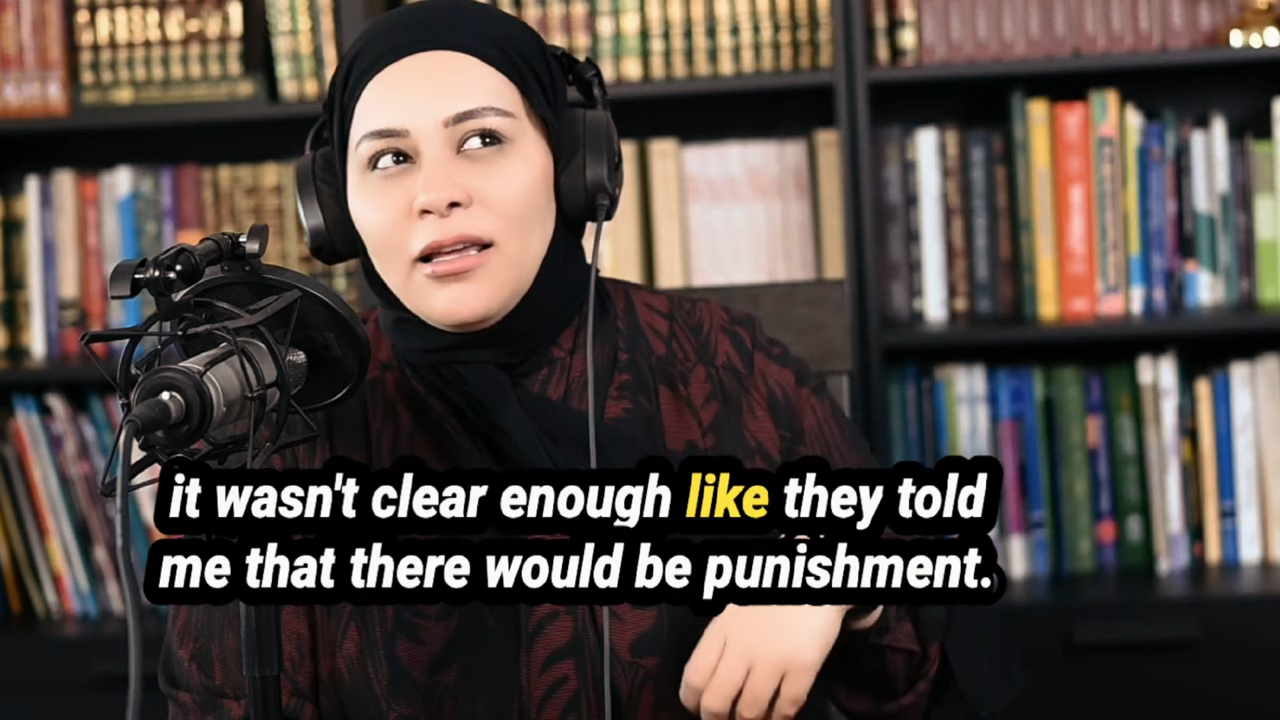 it wasn't clear enough like they told
me that there would be punishment.